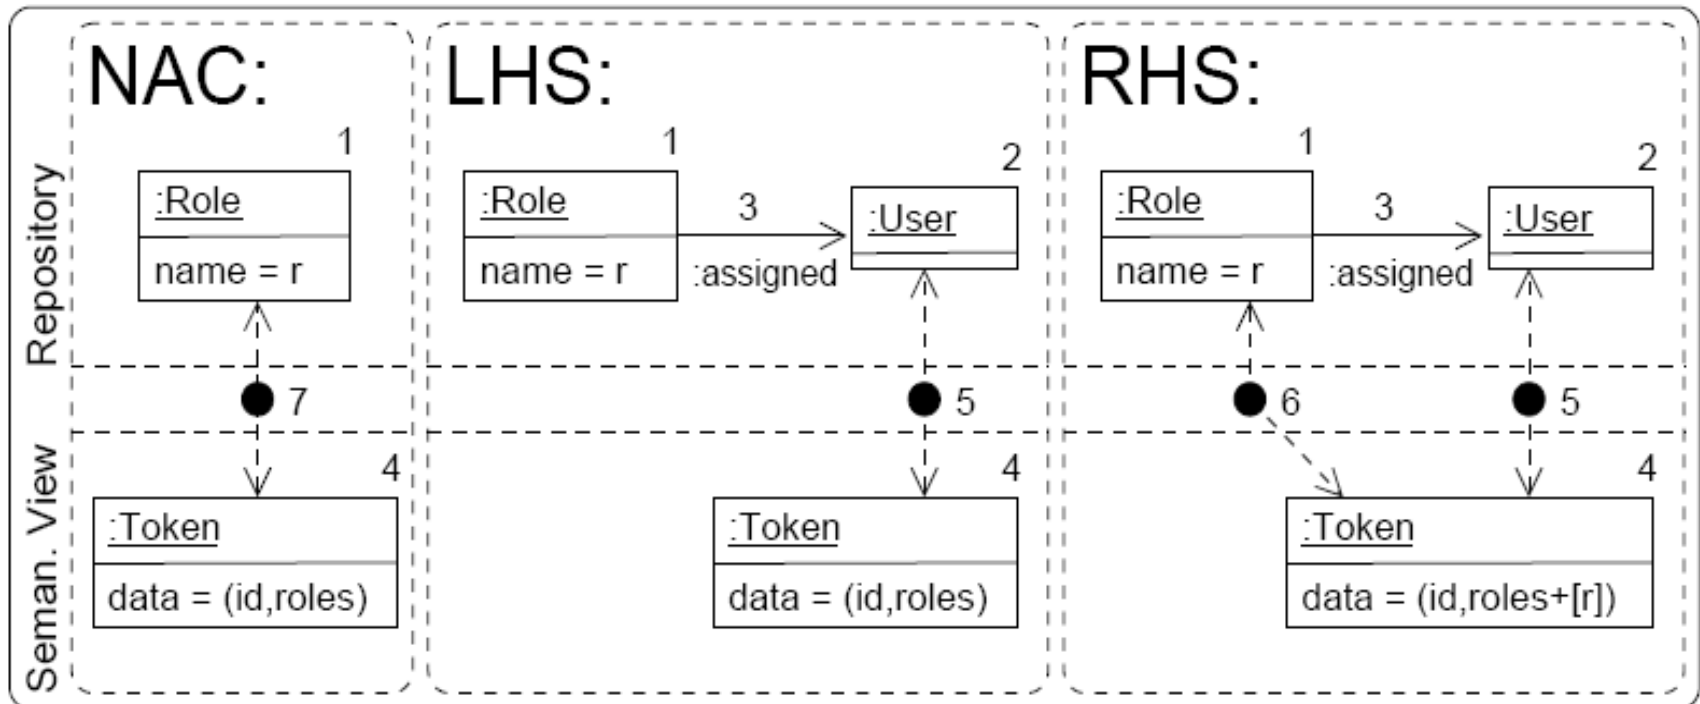 NAC:
1
:Role
name = r
7
4
:Token
data = (id,roles)
LHS:
1
:Role
name = r
3
:assigned
2
:User
5
4
:Token
data = (id,roles)
RHS:
1
:Role
name = r
3
:assigned
2
:User
6
5
4
:Token
data = (id,roles+[r])
Repository
Seman. View